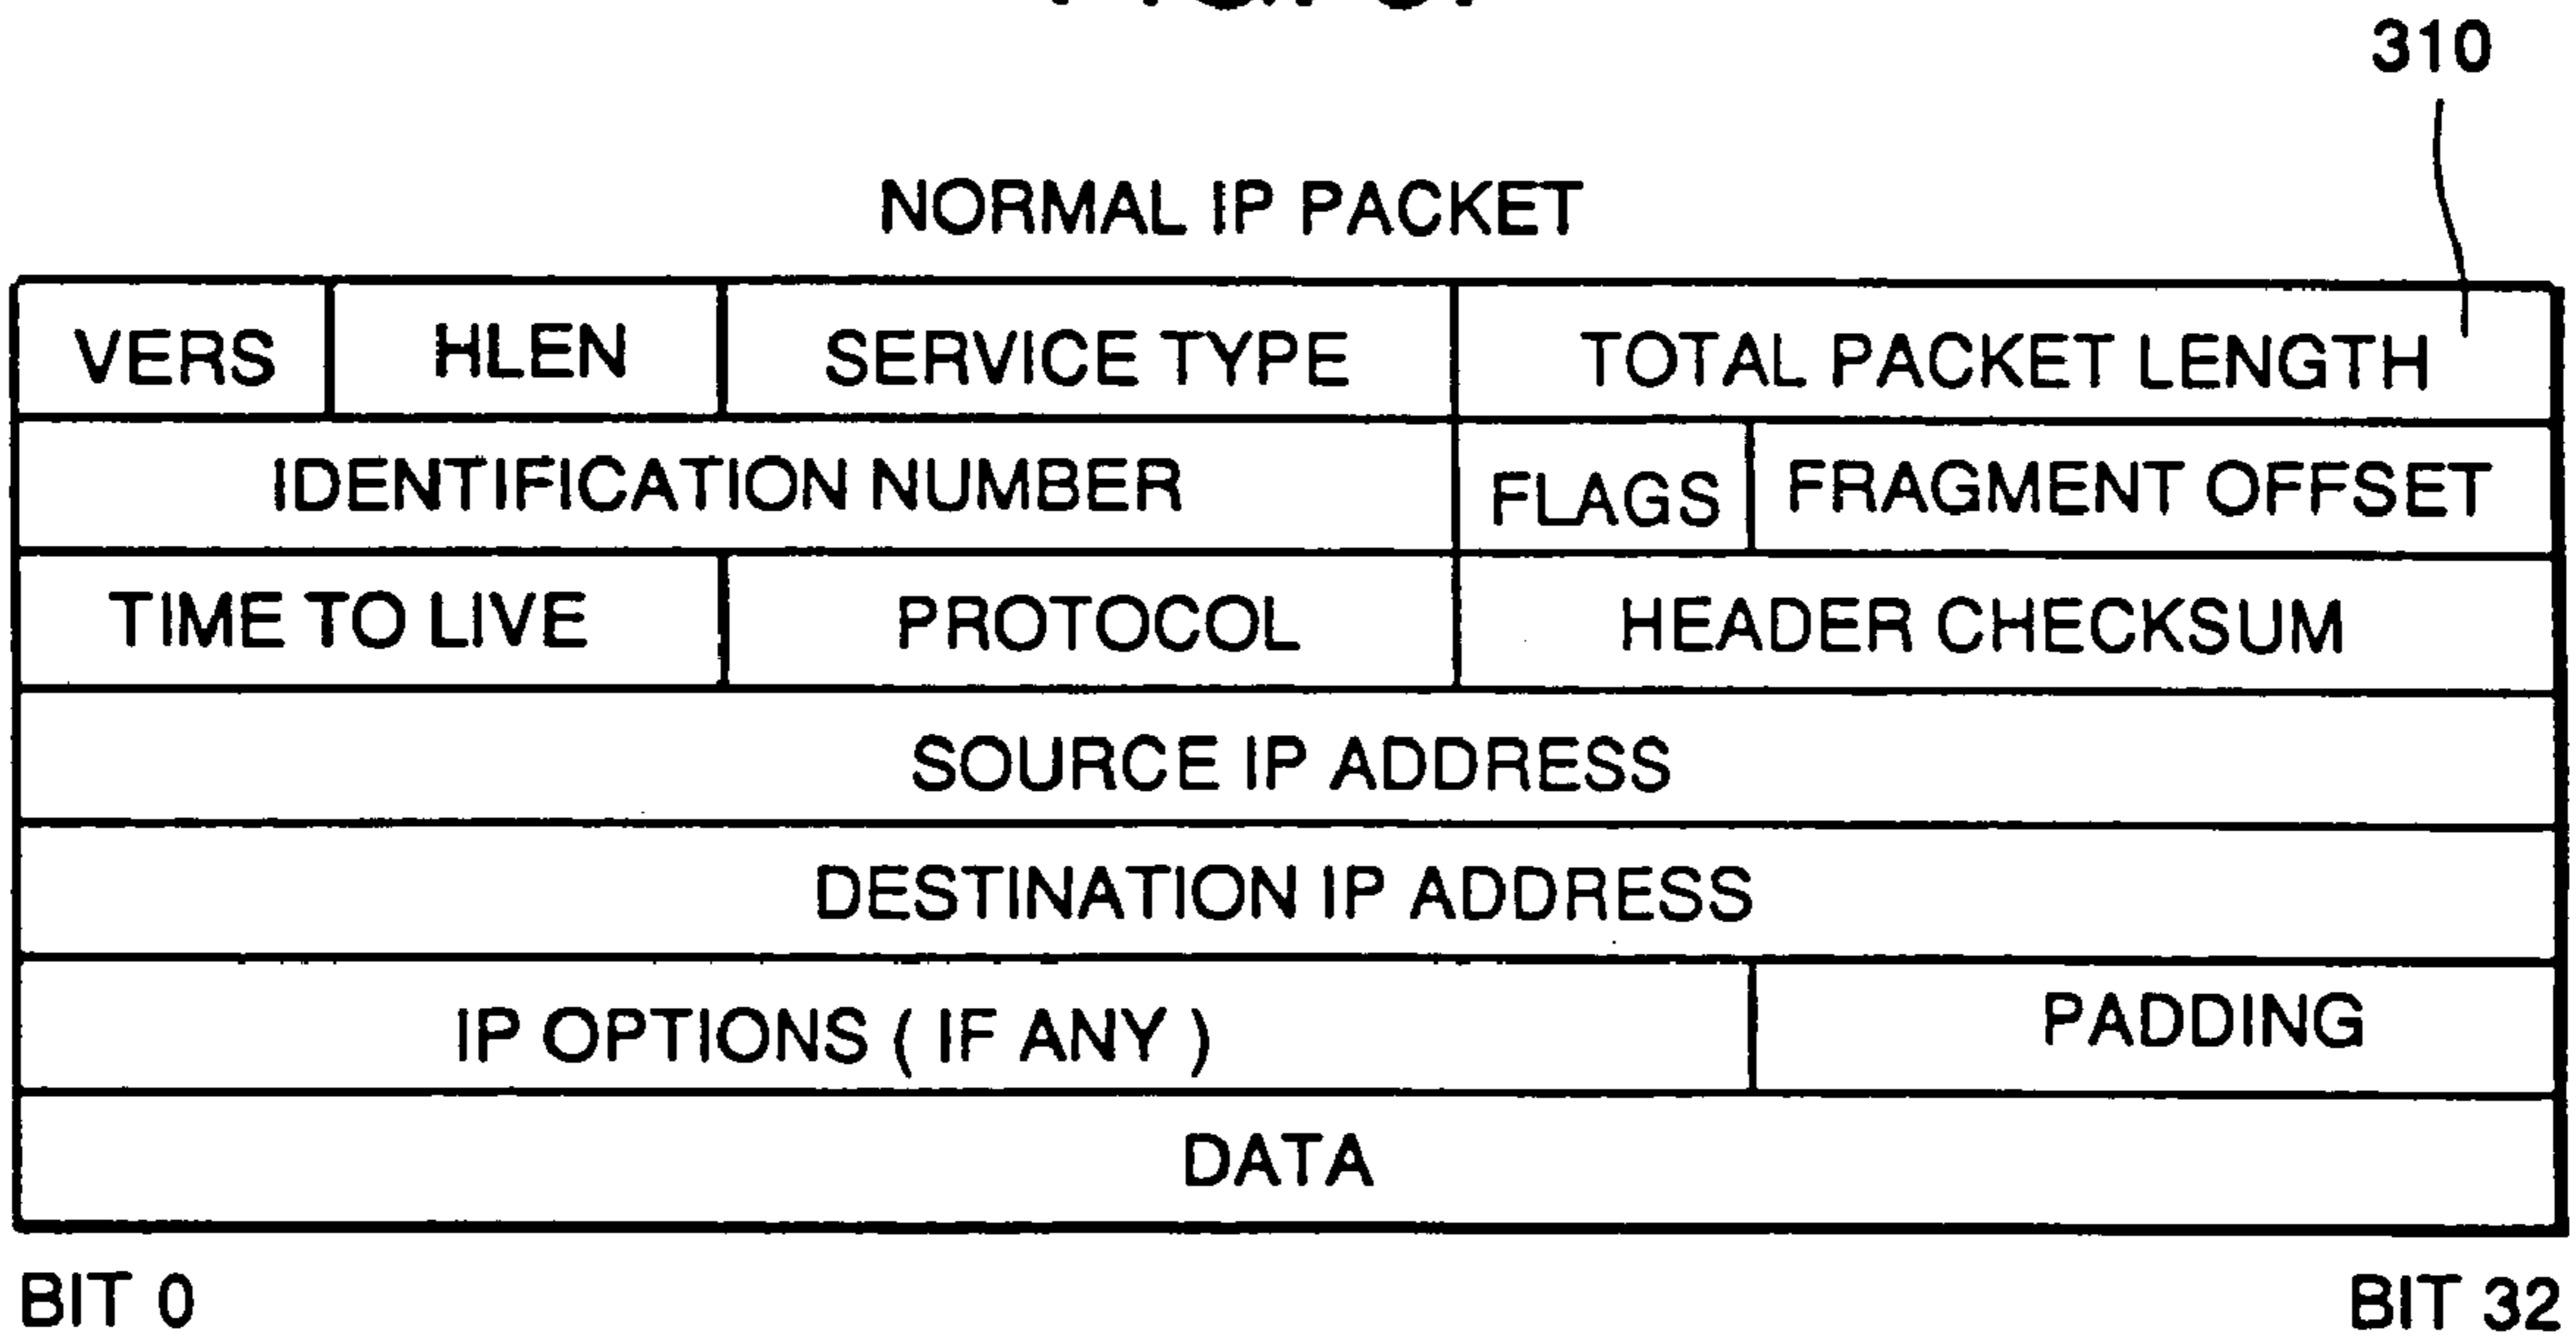 310
NORMAL IP PACKET
VERS HLEN SERVICE TYPE TOTAL PACKET LENGTH
IDENTIFICATION NUMBER FLAGS FRAGMENT OFFSET
TIME TO LIVE PROTOCOL HEADER CHECKSUM
SOURCE IP ADDRESS
DESTINATION IP ADDRESS
IP OPTIONS ( IF ANY ) PADDING
DATA
BIT 0 BIT 32